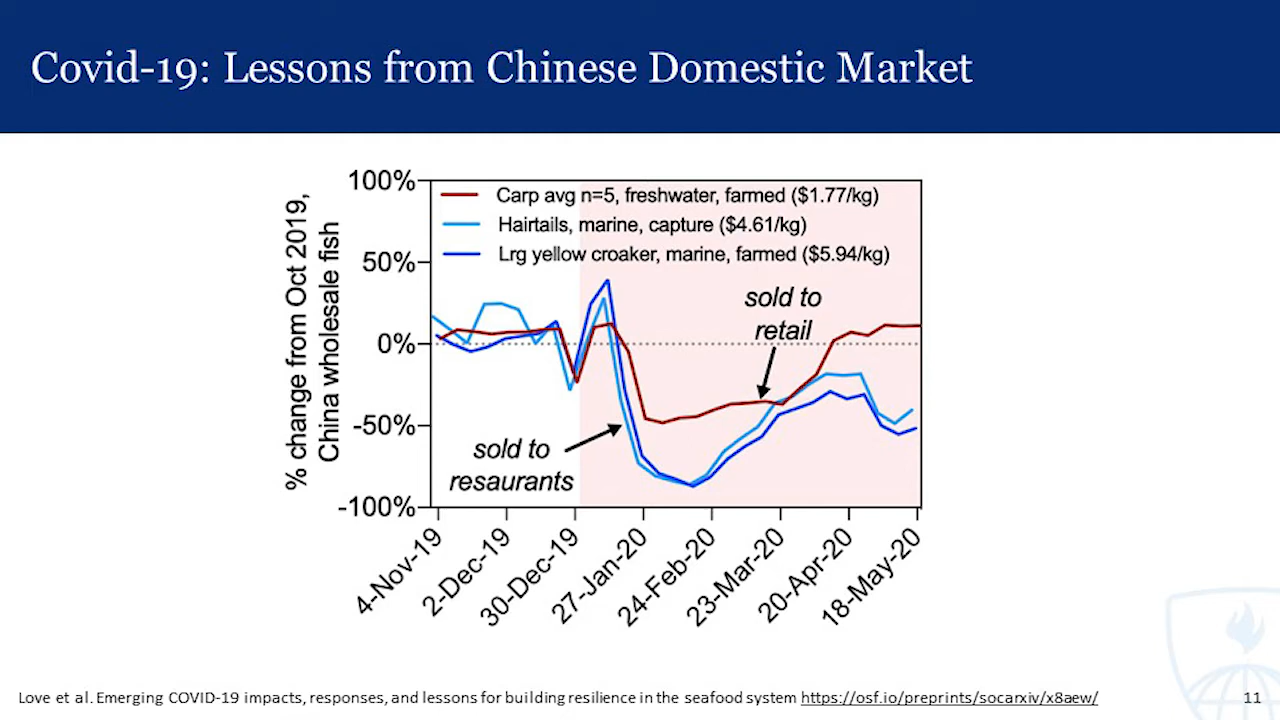 Covid-19: Lessons from Chinese Domestic Market
% change from Oct 2019,
China wholesale fish
100%
50%
0%
-50%
-100%
Carp avg n=5, freshwater, farmed ($1.77/kg)
Hairtails, marine, capture ($4.61/kg)
Lrg yellow croaker, marine, farmed ($5.94/kg)
sold to
retail
sold to
resaurants
4-Nov-19
2-Dec-19
30-Dec-19
27-Jan-20
24-Feb-20
23-Mar-20
20-Apr-20
18-May-20
Love et al. Emerging COVID-19 impacts, responses, and lessons for building resilience in the seafood system https://osf.io/preprints/socarxiv/x8aew/
11